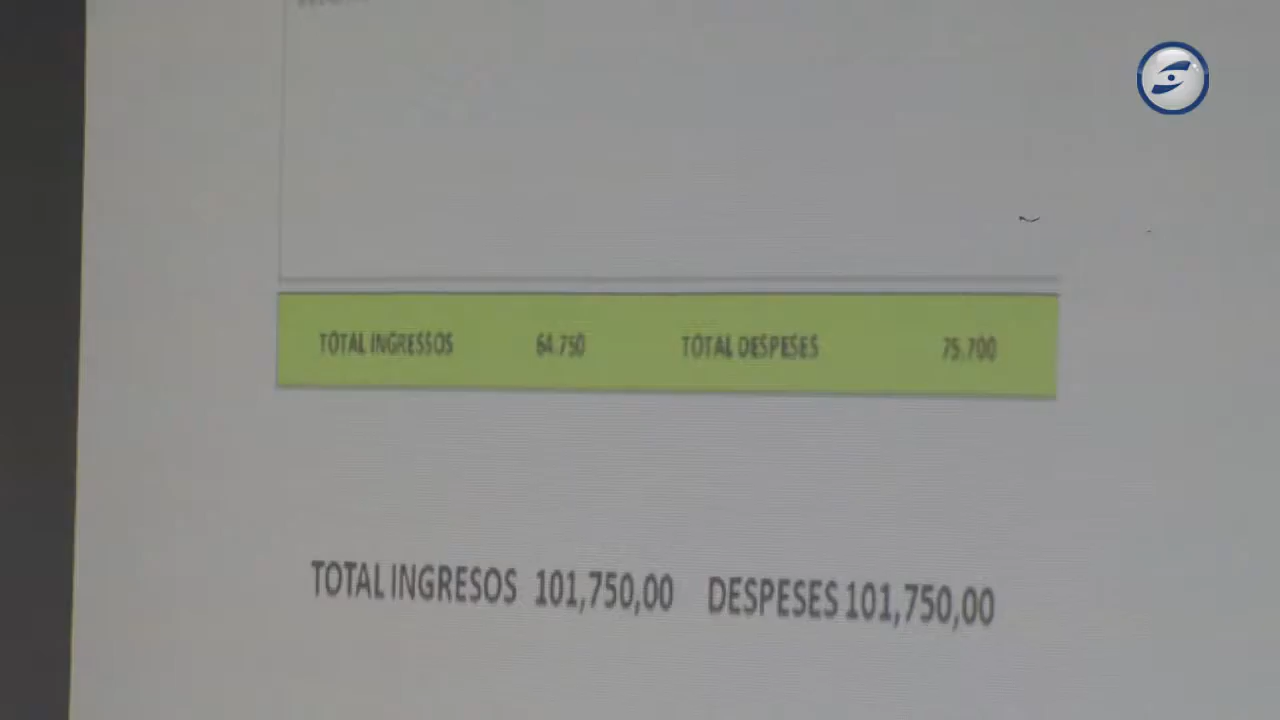 TOTAL INGRESSOS 64.750 TOTAL DESPESES 75.700
TOTAL INGRESOS 101,750,00 DESPESES 101,750,00